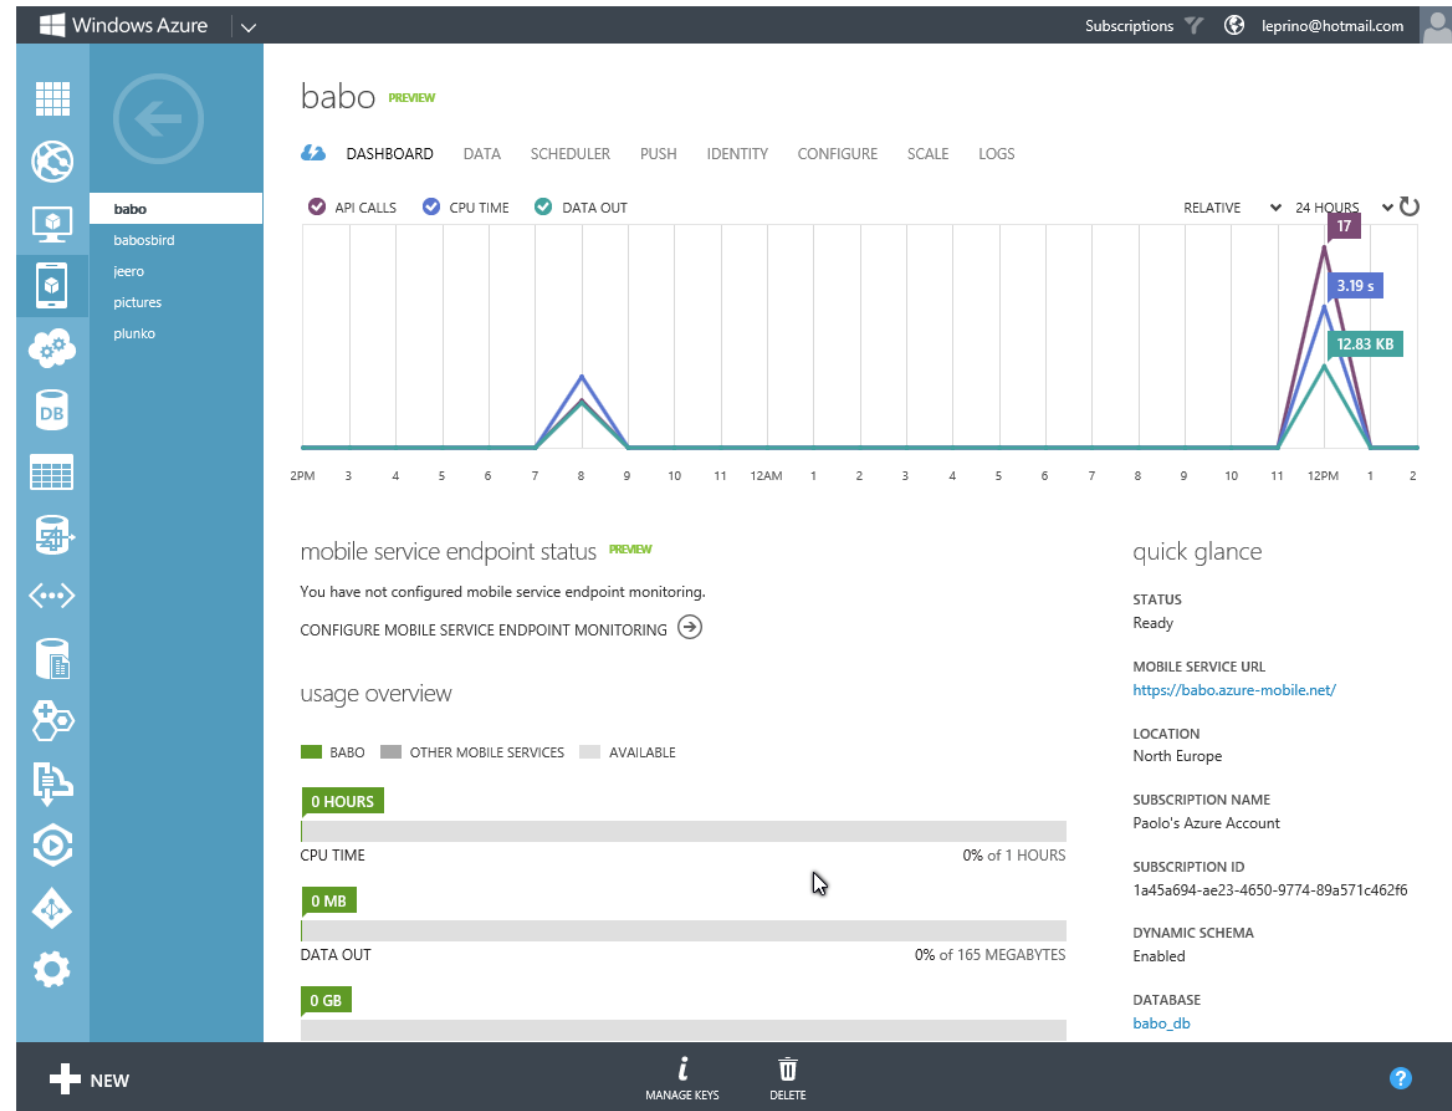 Windows Azure
Subscriptions
leprino@hotmail.com
babo
babosbird
jeero
pictures
plunko
DB
babo PREVIEW
DASHBOARD DATA SCHEDULER PUSH IDENTITY CONFIGURE SCALE LOGS
API CALLS CPU TIME DATA OUT
RELATIVE 24 HOURS
17
3.19 s
12.83 KB
2PM 3 4 5 6 7 8 9 10 11 12AM 1 2 3 4 5 6 7 8 9 10 11 12PM 1 2
mobile service endpoint status PREVIEW
You have not configured mobile service endpoint monitoring.
CONFIGURE MOBILE SERVICE ENDPOINT MONITORING
usage overview
BABO OTHER MOBILE SERVICES AVAILABLE
0 HOURS
CPU TIME 0% of 1 HOURS
0 MB
DATA OUT 0% of 165 MEGABYTES
0 GB
quick glance
STATUS
Ready
MOBILE SERVICE URL
https://babo.azure-mobile.net/
LOCATION
North Europe
SUBSCRIPTION NAME
Paolo's Azure Account
SUBSCRIPTION ID
1a45a694-ae23-4650-9774-89a571c462f6
DYNAMIC SCHEMA
Enabled
DATABASE
babo_db
NEW
MANAGE KEYS
DELETE
?